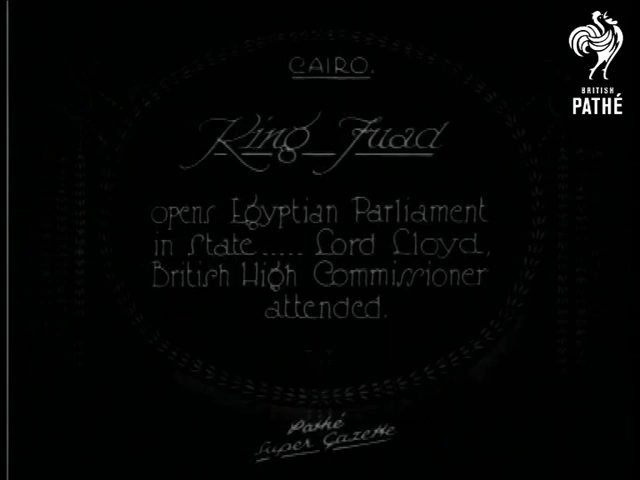 CAIRO.
King Fuad
opens Egyptian Parliament
in State..... Lord Lloyd,
British High Commissioner
attended.
Pathé
Super Gazette
BRITISH
PATHÉ